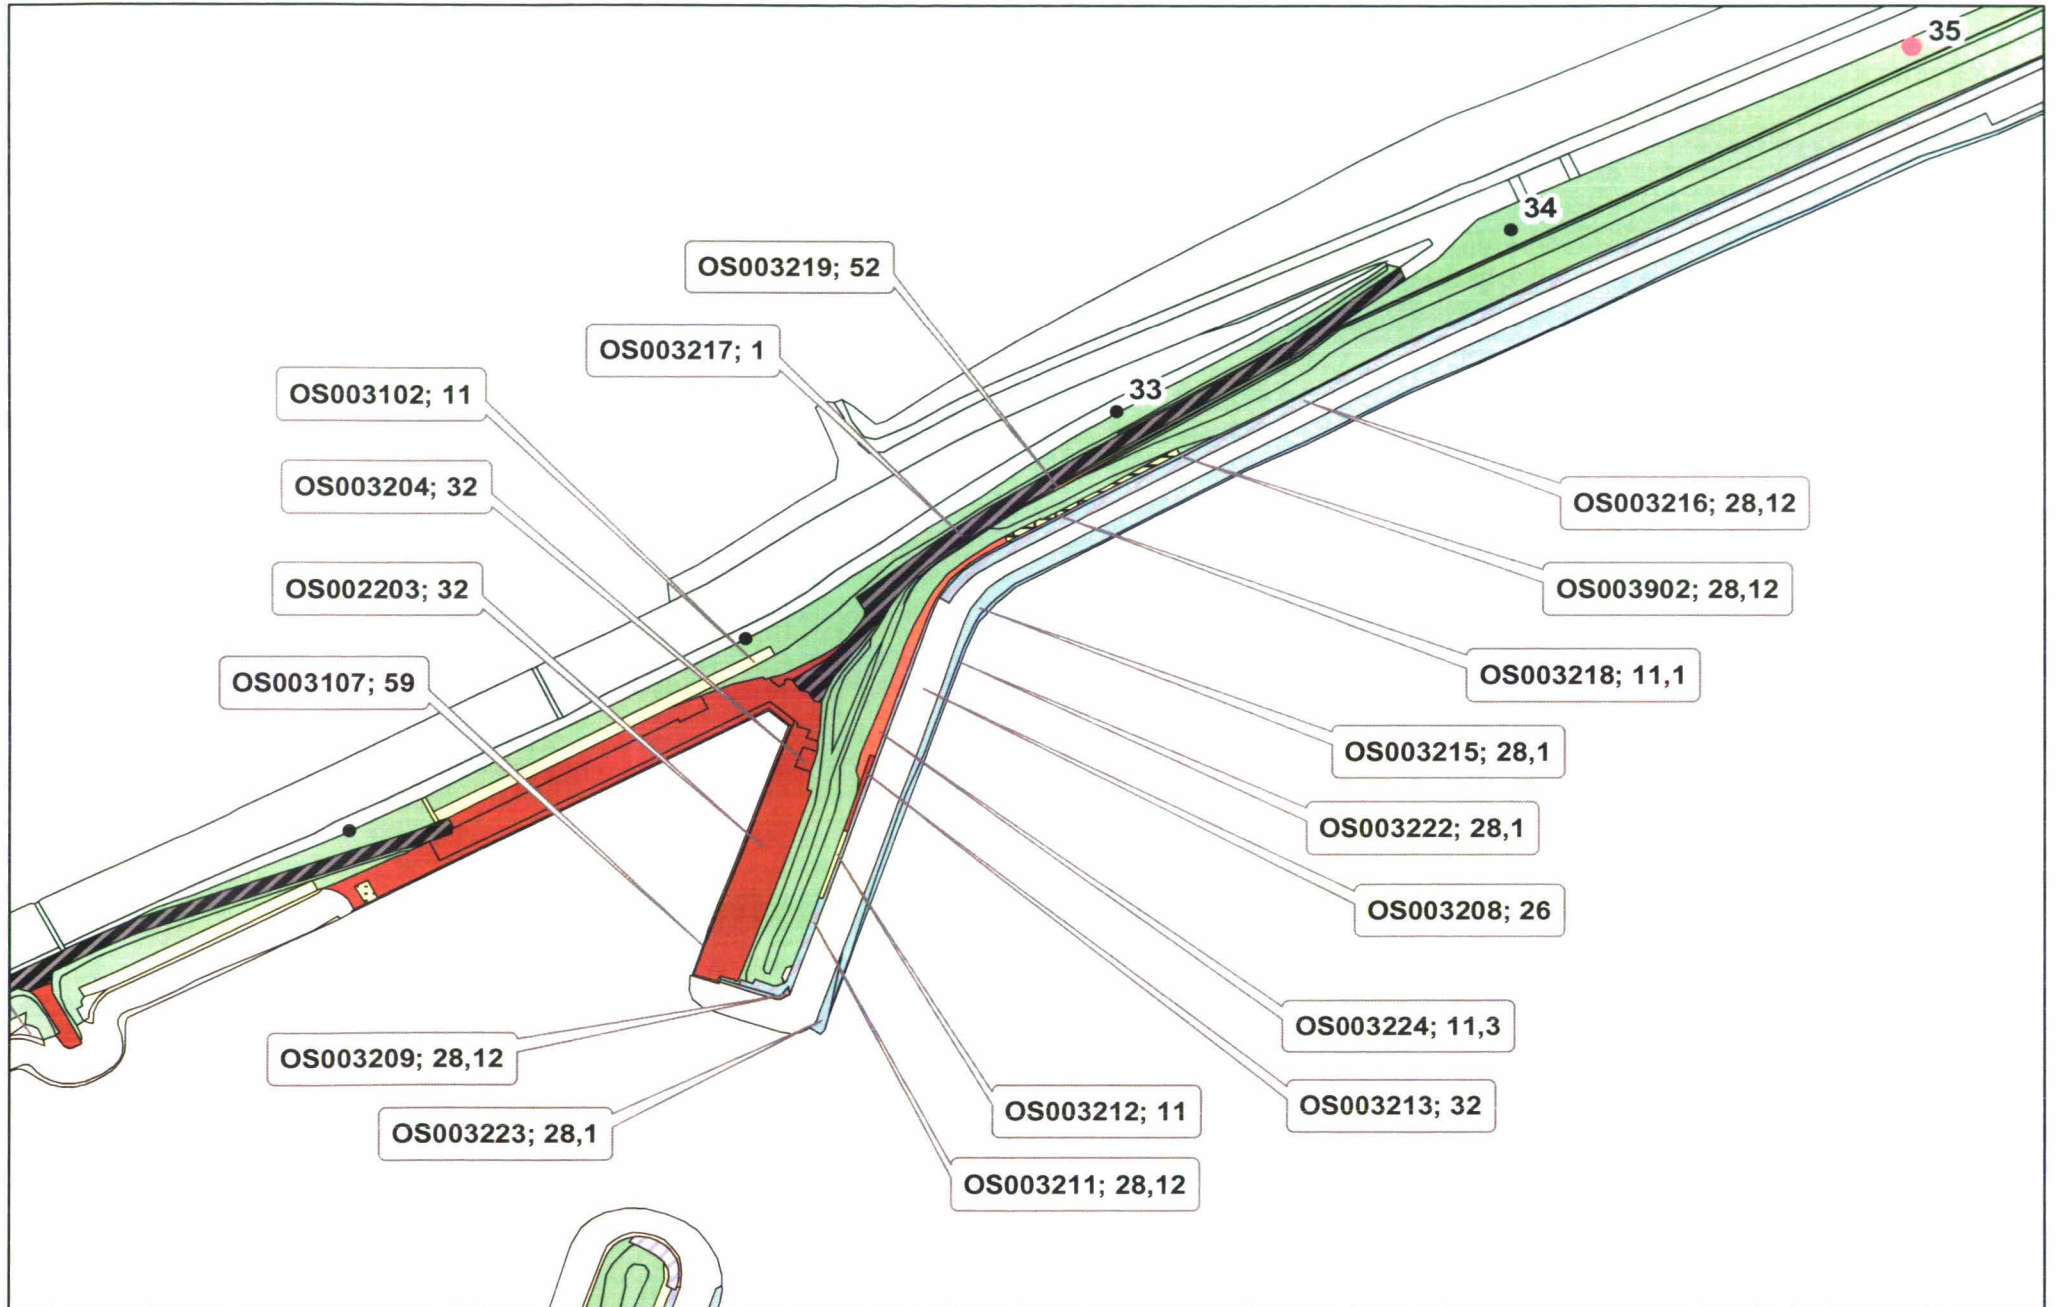 35
34
OS003219; 52
OS003217; 1
33
OS003102; 11
OS003204; 32
OS003216; 28,12
OS002203; 32
OS003902; 28,12
OS003107; 59
OS003218; 11,1
OS003215; 28,1
OS003222; 28,1
OS003208; 26
OS003224; 11,3
OS003209; 28,12
OS003213; 32
OS003212; 11
OS003223; 28,1
OS003211; 28,12